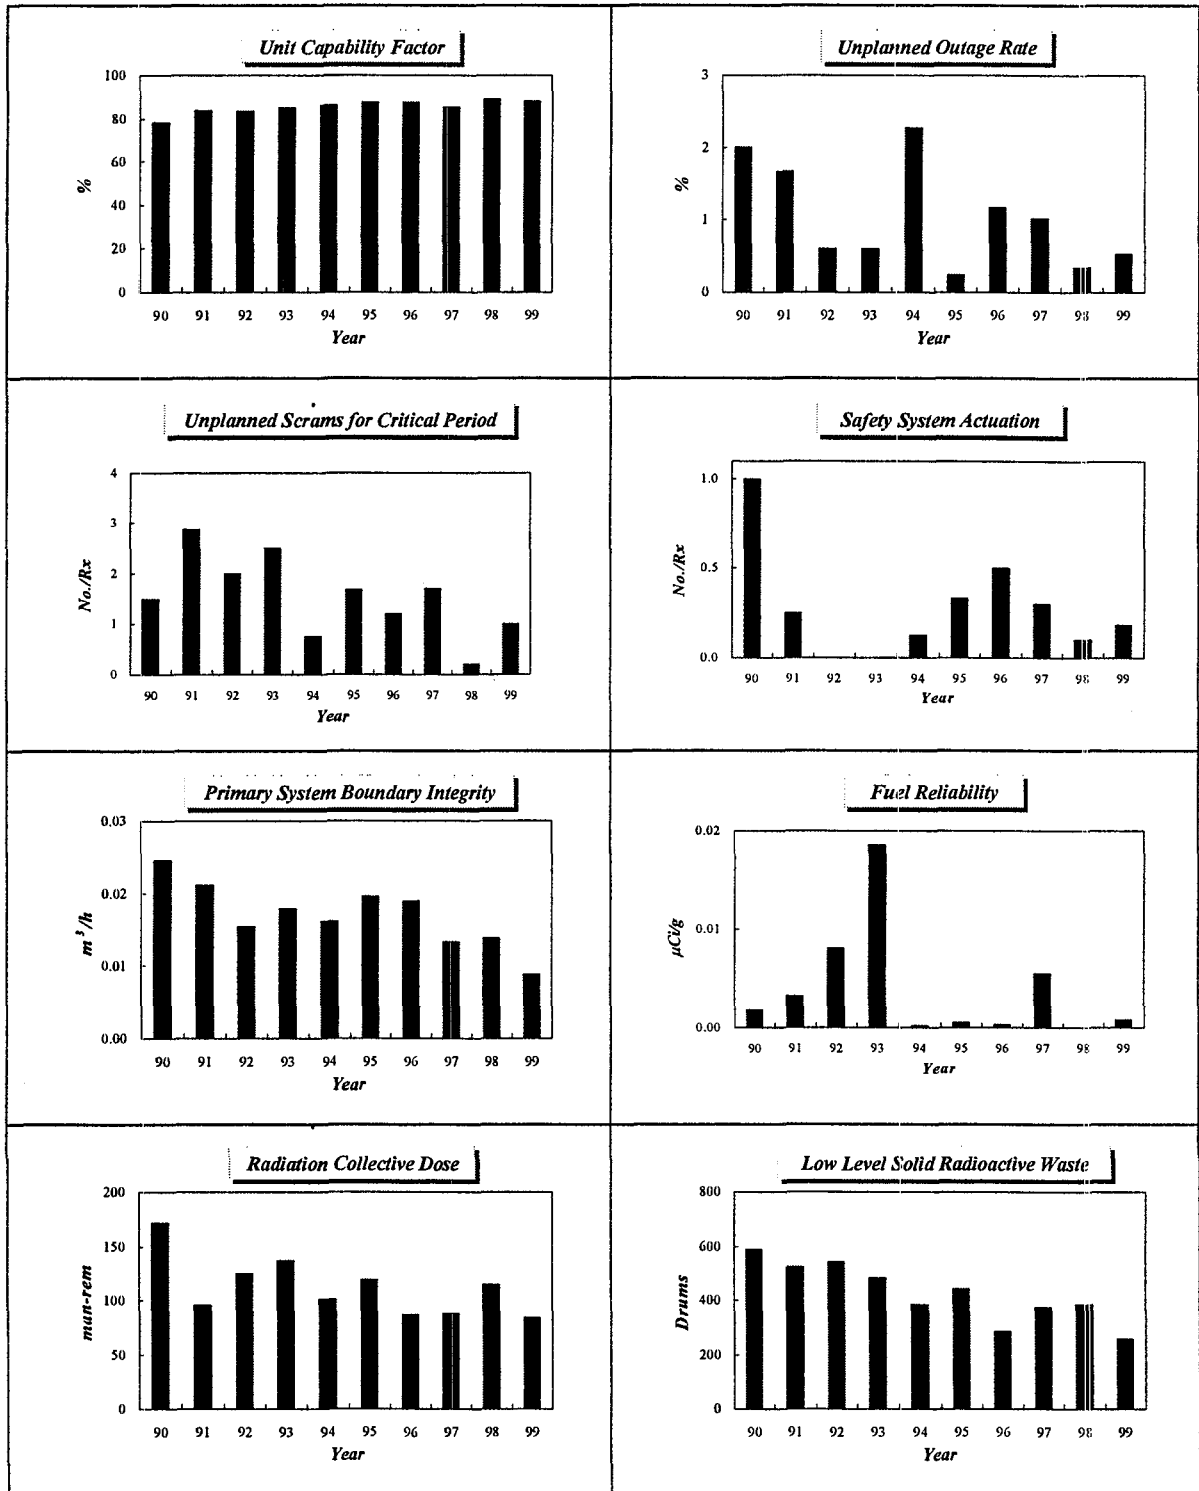 Unit Capability Factor
100
80
60
40
20
0
%
90 91 92 93 94 95 96 97 98 99
Year
Unplanned Outage Rate
3
2
1
0
%
90 91 92 93 94 95 96 97 98 99
Year
Unplanned Scrams for Critical Period
4
3
2
1
0
No./Rx
90 91 92 93 94 95 96 97 98 99
Year
Safety System Actuation
1.0
0.5
0.0
No./Rx
90 91 92 93 94 95 96 97 98 99
Year
Primary System Boundary Integrity
0.03
0.02
0.01
0.00
m³/h
90 91 92 93 94 95 96 97 98 99
Year
Fuel Reliability
0.02
0.01
0.00
μCi/g
90 91 92 93 94 95 96 97 98 99
Year
Radiation Collective Dose
200
150
100
50
0
man-rem
90 91 92 93 94 95 96 97 98 99
Year
Low Level Solid Radioactive Waste
800
600
400
200
0
Drums
90 91 92 93 94 95 96 97 98 99
Year